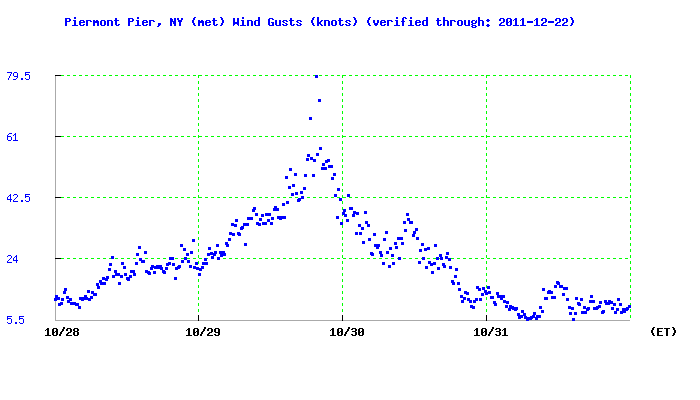 Piermont Pier, NY (met) Wind Gusts (knots) (verified through: 2011-12-22)
79.5
61
42.5
24
5.5
10/28 10/29 10/30 10/31 (ET)